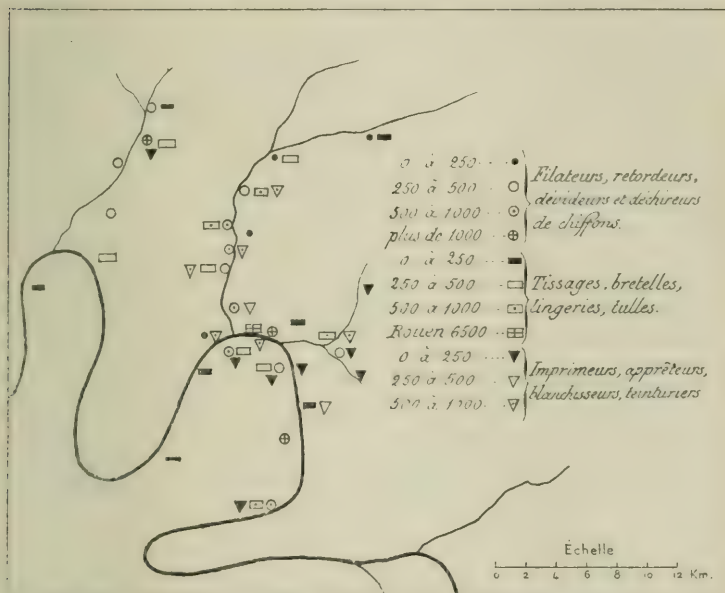 0 à 250
250 à 500
500 à 1000
plus de 1000
Filateurs, retordeurs,
dévideurs et déchireurs
de chiffons.
0 à 250
250 à 500
500 à 1000
Rouen 6500
Tissages, bretelles,
lingeries, tulles.
0 à 250
250 à 500
500 à 1000
Imprimeurs, apprêteurs,
blanchisseurs, teinturiers
Échelle
0 2 4 6 8 10 12 Km.